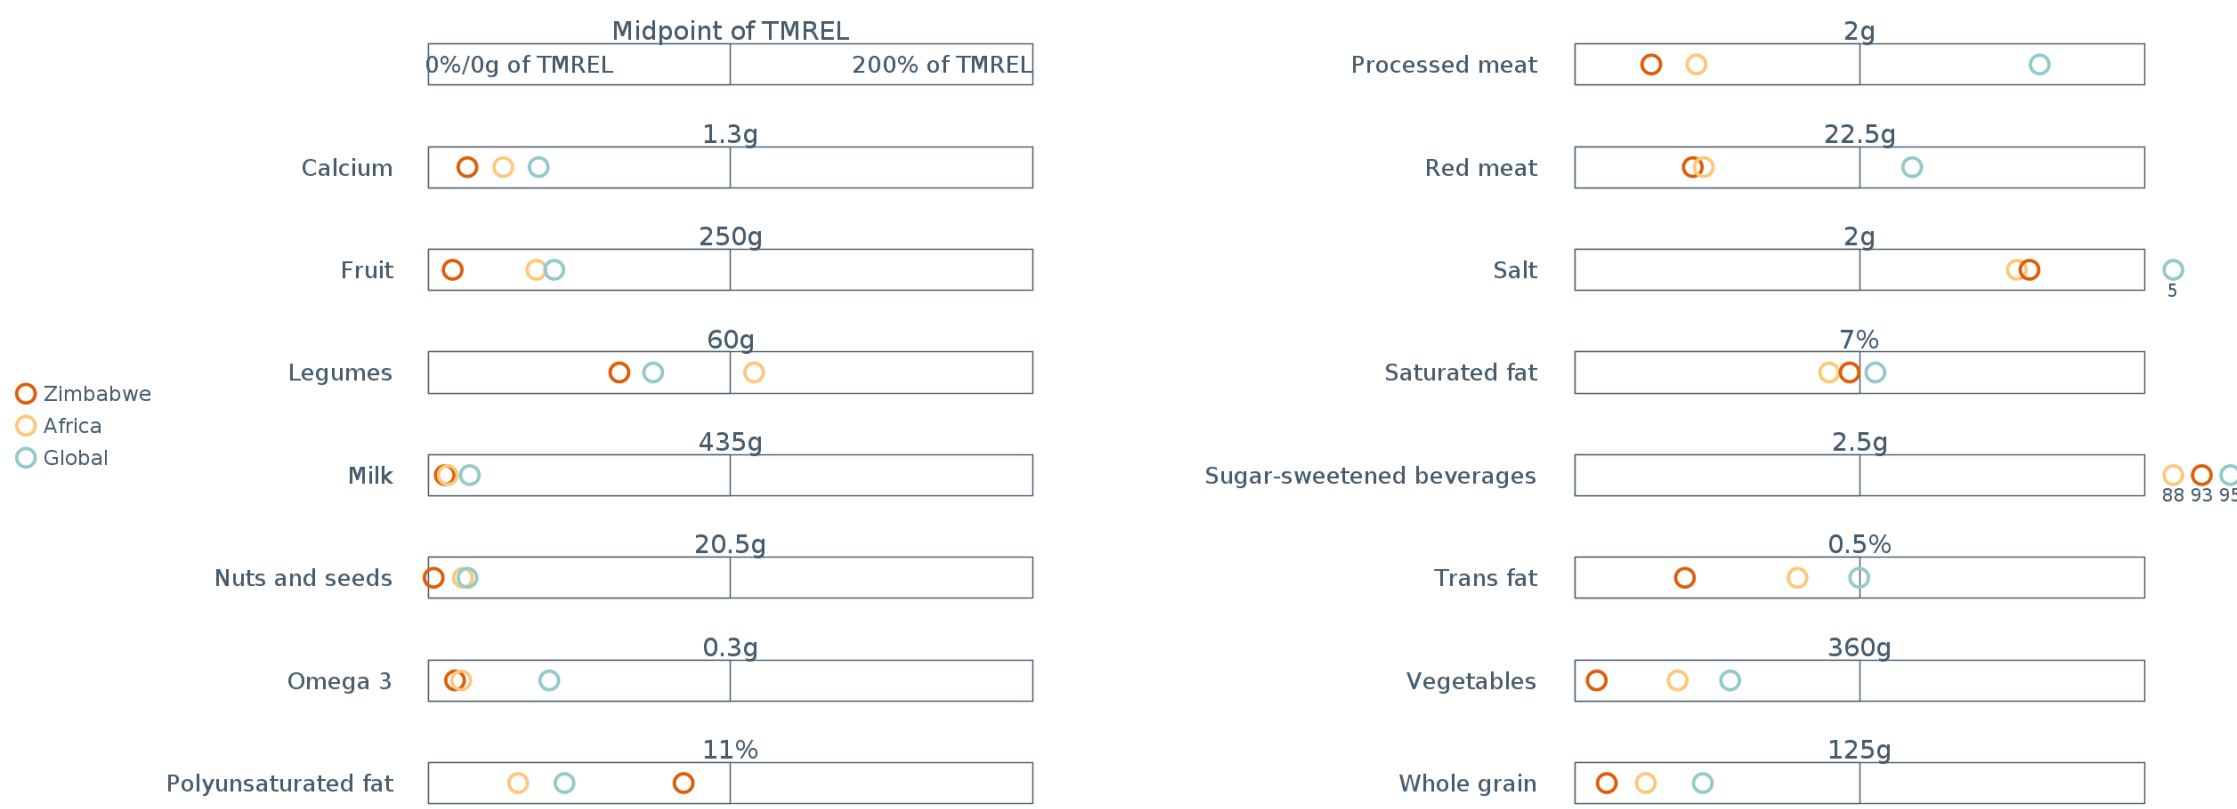 Midpoint of TMREL
0%/0g of TMREL 200% of TMREL
1.3g
Calcium
250g
Fruit
60g
Legumes
435g
Milk
20.5g
Nuts and seeds
0.3g
Omega 3
11%
Polyunsaturated fat
Zimbabwe
Africa
Global
2g
Processed meat
22.5g
Red meat
2g
Salt
5
7%
Saturated fat
2.5g
Sugar-sweetened beverages
88 93 95
0.5%
Trans fat
360g
Vegetables
125g
Whole grain